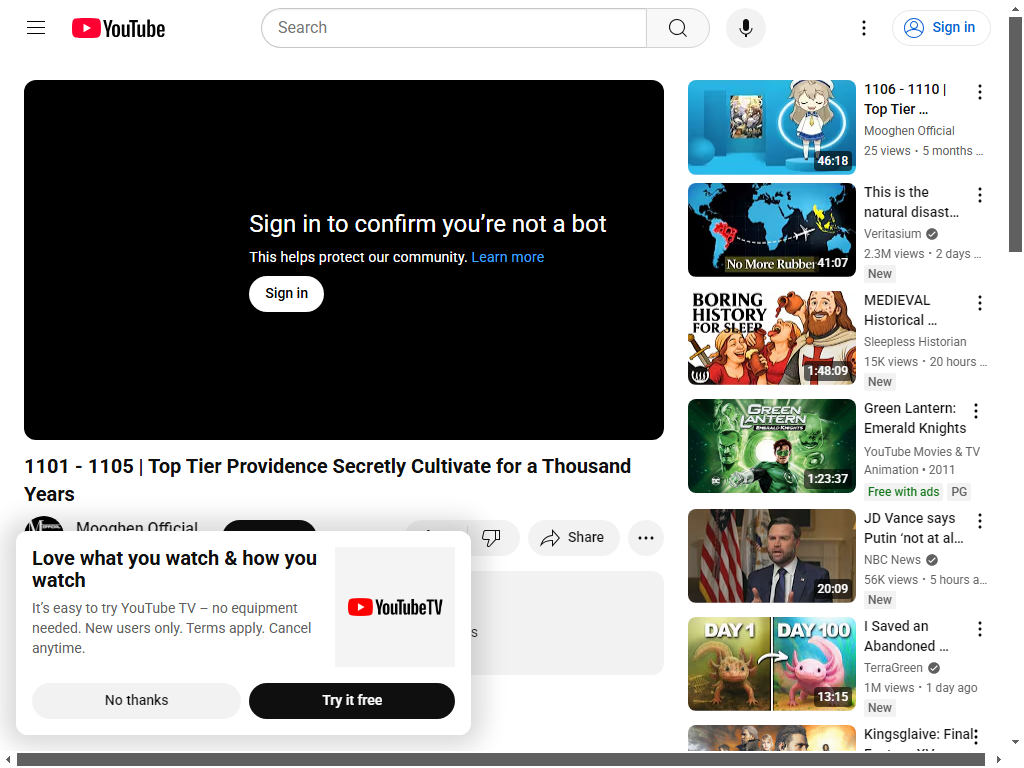 YouTube
Search
Sign in
Sign in to confirm you’re not a bot
This helps protect our community. Learn more
Sign in
1101 - 1105 | Top Tier Providence Secretly Cultivate for a Thousand
Years
Mooghen Official
Share
Love what you watch & how you
watch
It’s easy to try YouTube TV – no equipment
needed. New users only. Terms apply. Cancel
anytime.
YouTubeTV
No thanks
Try it free
1106 - 1110 |
Top Tier ...
Mooghen Official
25 views • 5 months ...
46:18
This is the
natural disast...
Veritasium
2.3M views • 2 days ...
New
No More Rubber
41:07
MEDIEVAL
Historical ...
Sleepless Historian
15K views • 20 hours ...
New
BORING
HISTORY
FOR SLEEP
1:48:09
Green Lantern:
Emerald Knights
YouTube Movies & TV
Animation • 2011
Free with ads
PG
GREEN
LANTERN
EMERALD KNIGHTS
1:23:37
JD Vance says
Putin ‘not at al...
NBC News
56K views • 5 hours a...
New
20:09
I Saved an
Abandoned ...
TerraGreen
1M views • 1 day ago
New
DAY 1
DAY 100
13:15
Kingsglaive: Final